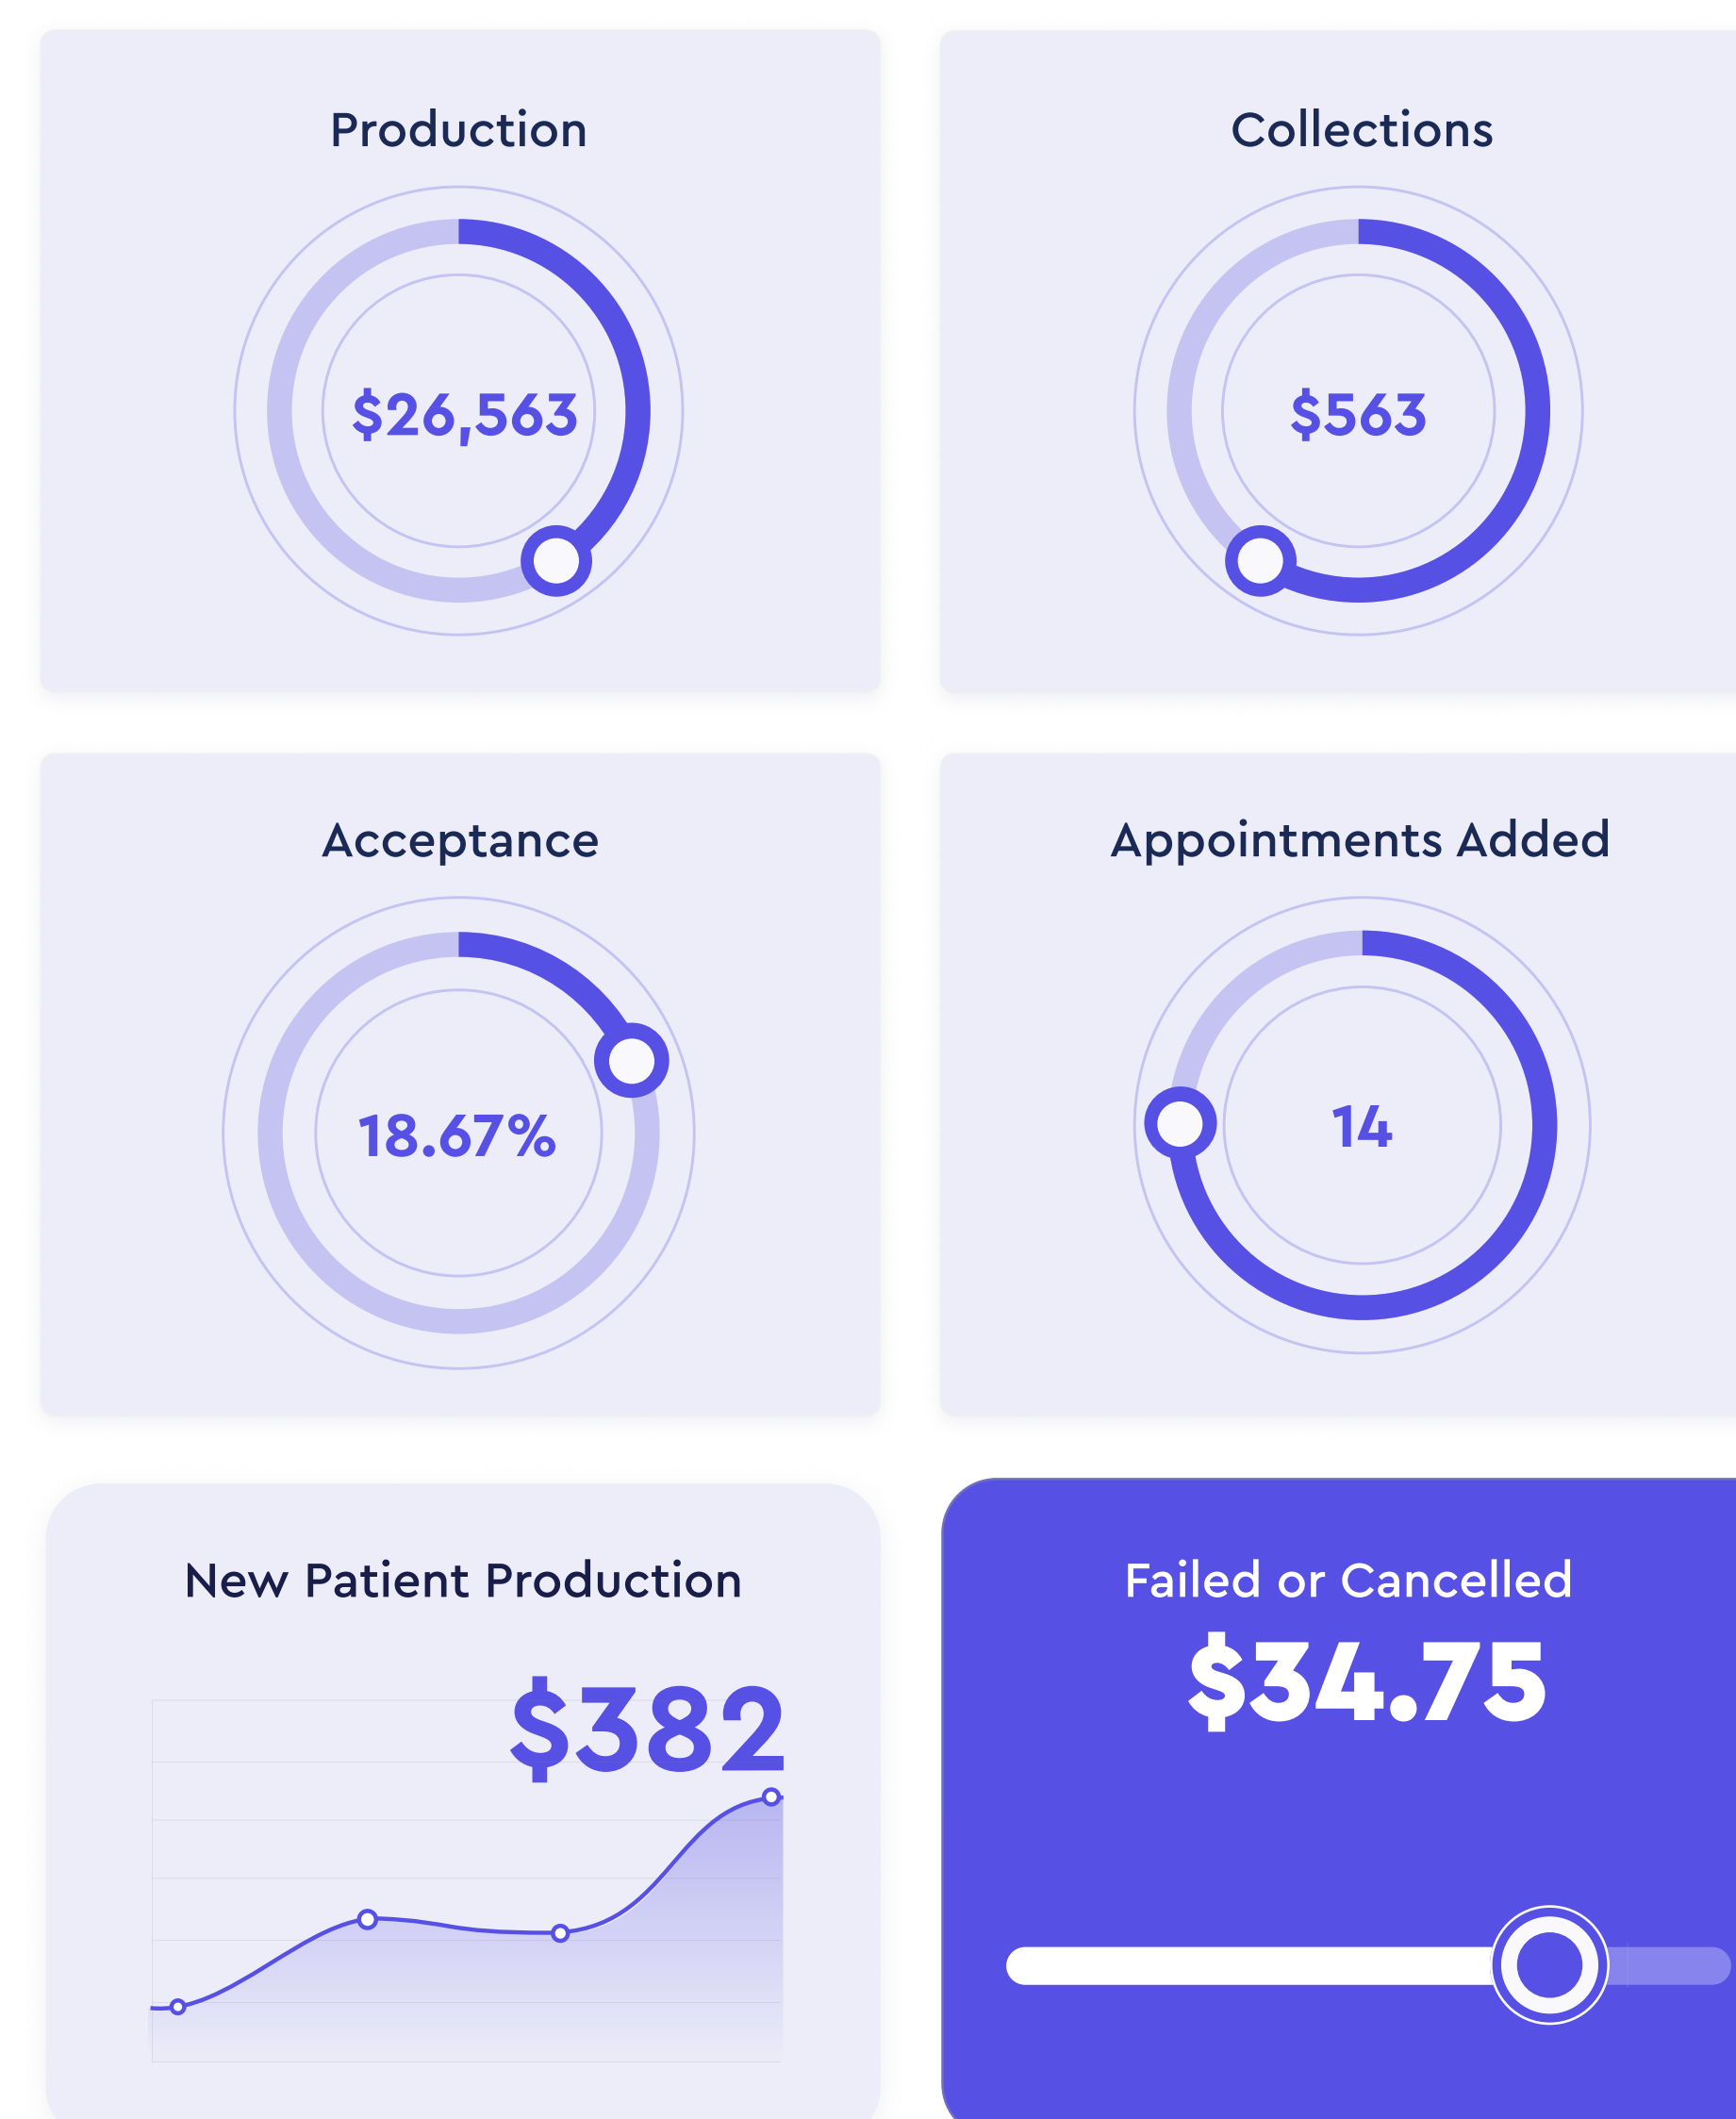 Production
$26,563
Collections
$563
Acceptance
18.67%
Appointments Added
14
New Patient Production
$382
Failed or Cancelled
$34.75